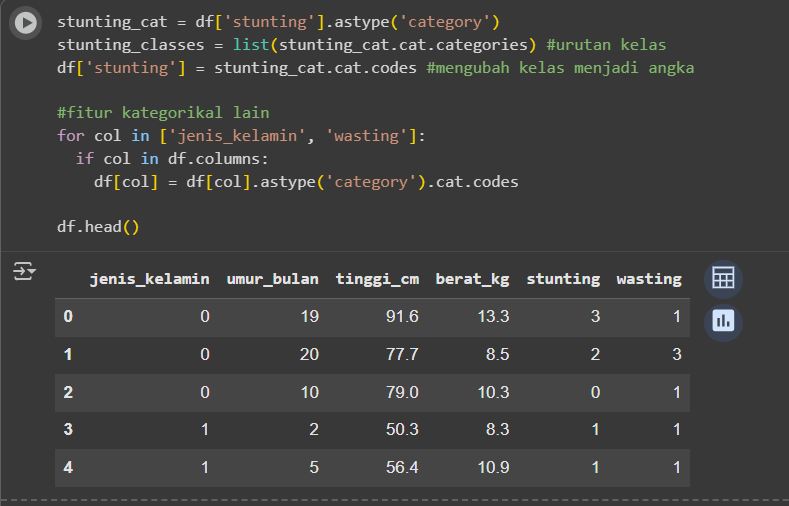 stunting_cat = df['stunting'].astype('category')
stunting_classes = list(stunting_cat.cat.categories) #urutan kelas
df['stunting'] = stunting_cat.cat.codes #mengubah kelas menjadi angka
#fitur kategorikal lain
for col in ['jenis_kelamin', 'wasting']:
  if col in df.columns:
    df[col] = df[col].astype('category').cat.codes
df.head()
jenis_kelamin umur_bulan tinggi_cm berat_kg stunting wasting
0 0 19 91.6 13.3 3 1
1 0 20 77.7 8.5 2 3
2 0 10 79.0 10.3 0 1
3 1 2 50.3 8.3 1 1
4 1 5 56.4 10.9 1 1